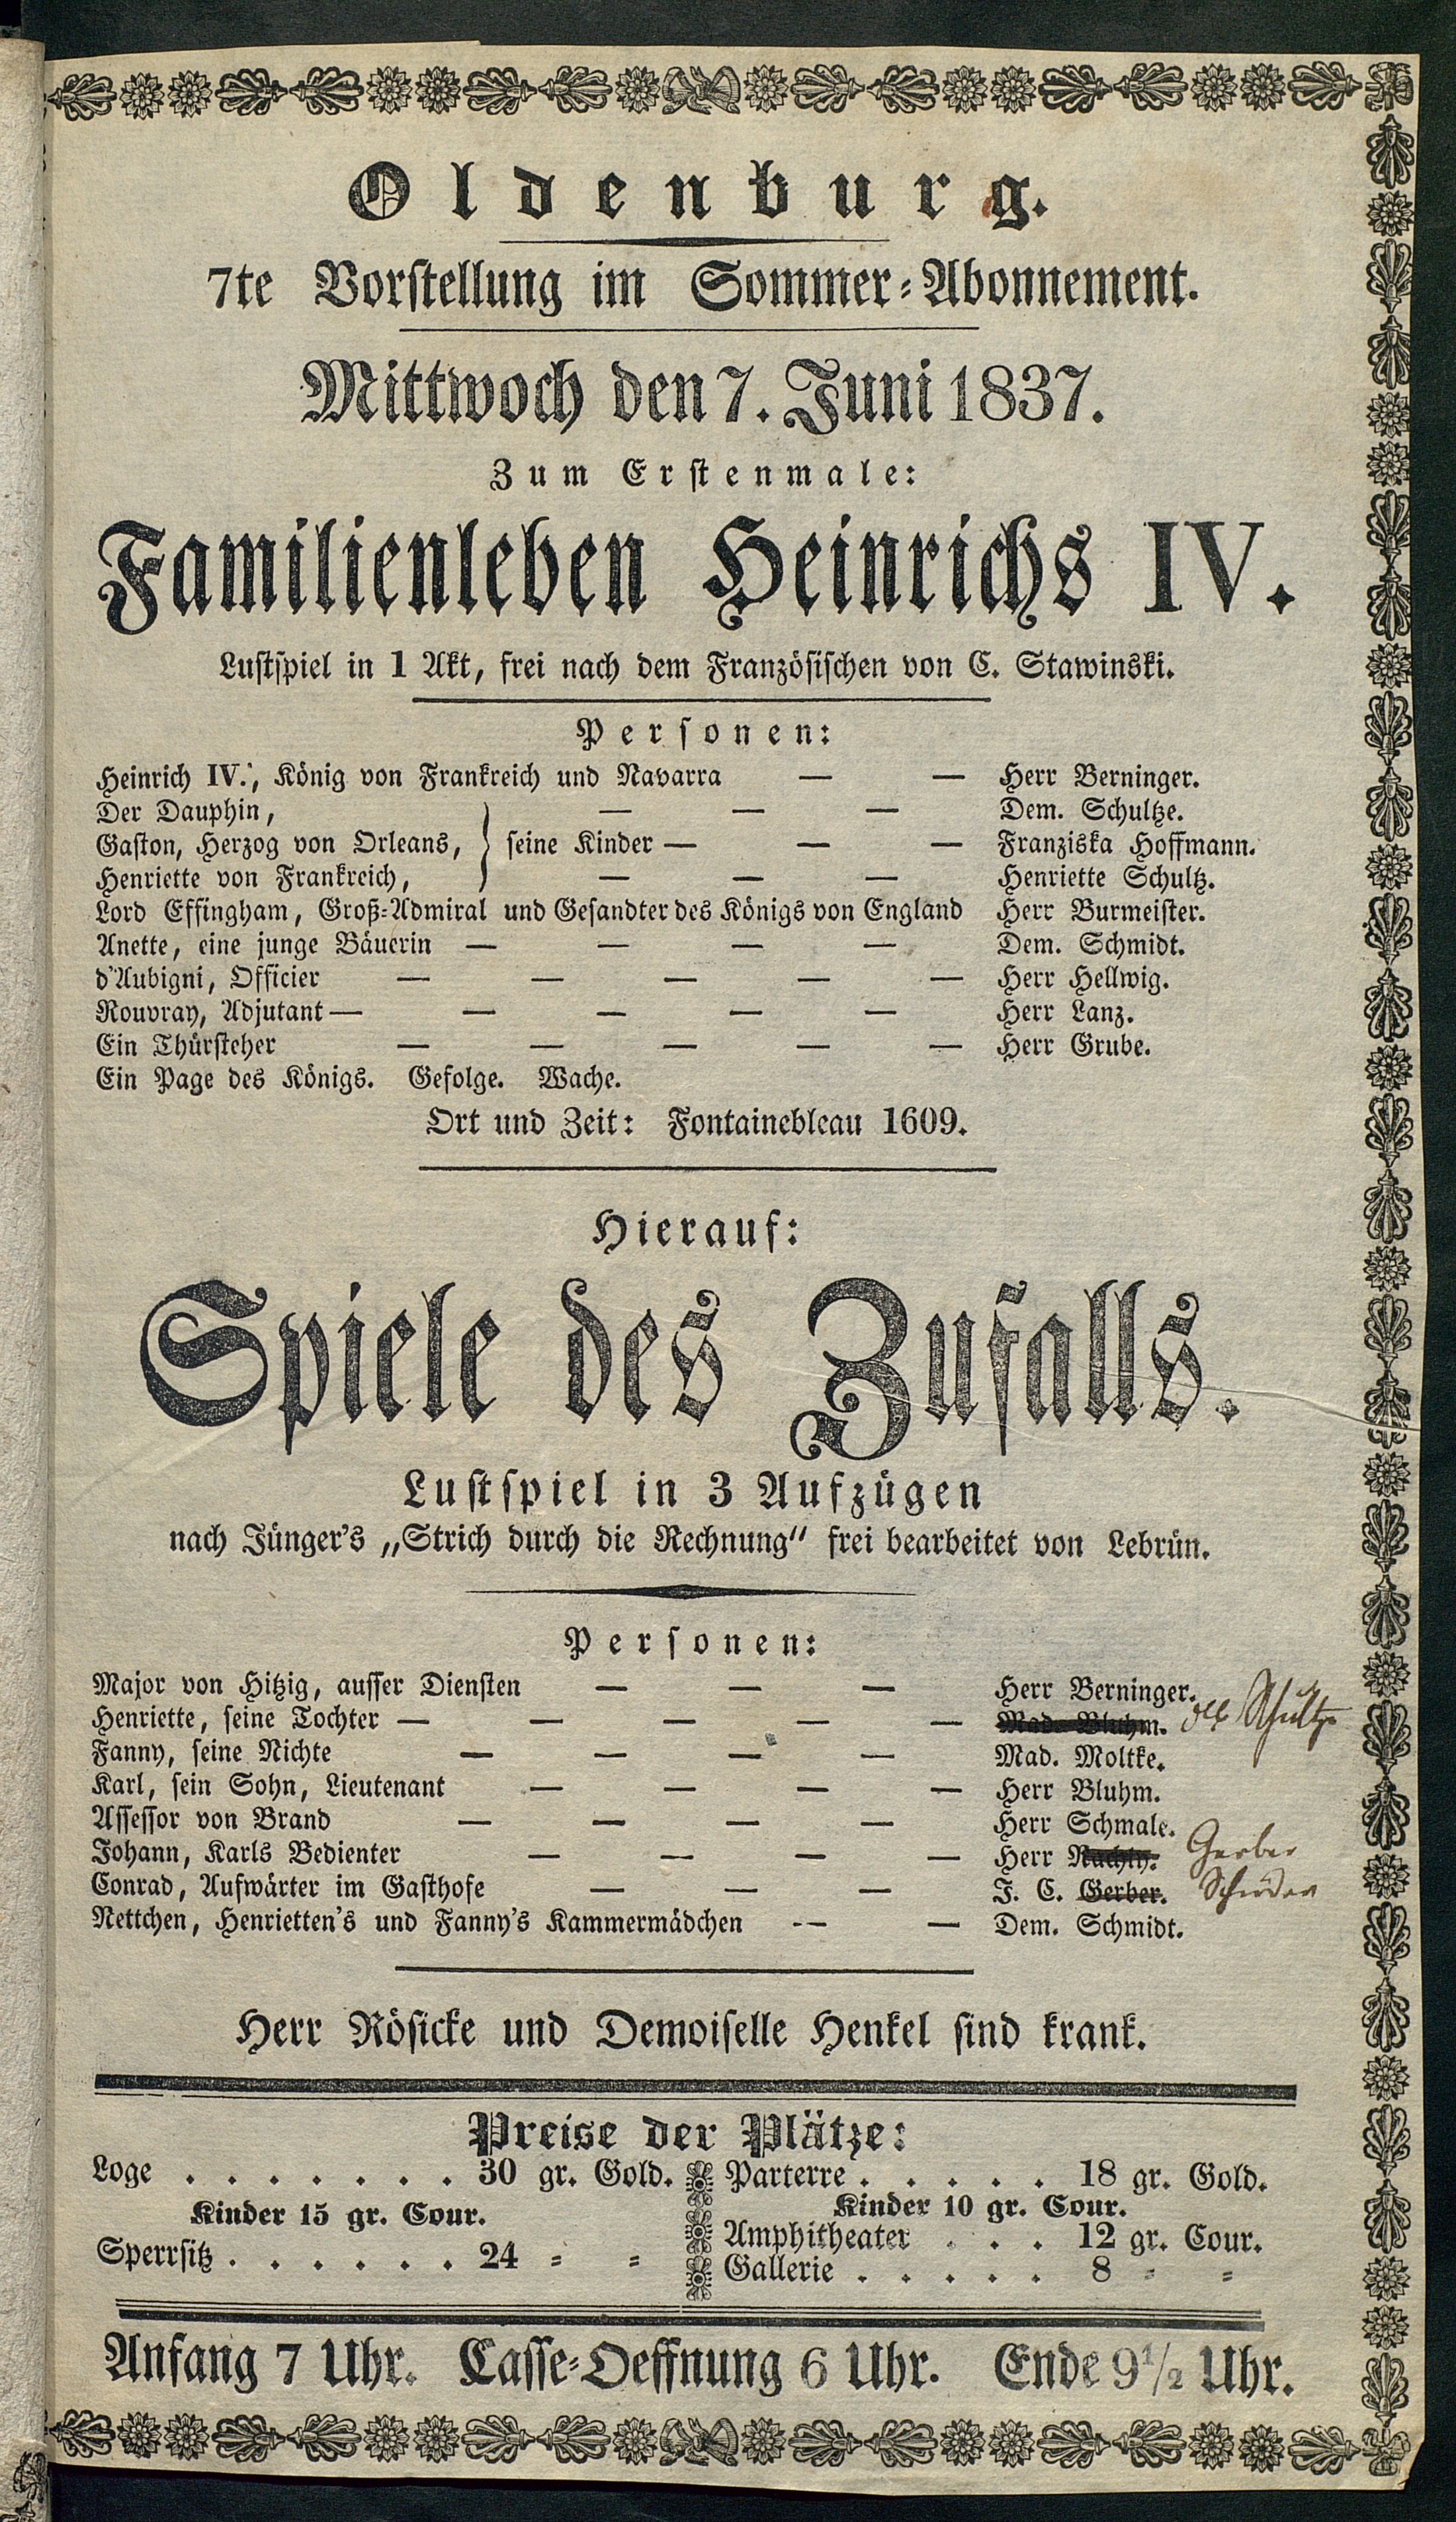 Oldenburg.
7te Vorstellung im Sommer-Abonnement.
Mittwoch den 7. Juni 1837.
Zum Erstenmale:
Familienleben Heinrichs IV.
Lustspiel in 1 Akt, frei nach dem Französischen von C. Stawinski.
Personen:
Heinrich IV., König von Frankreich und Navarra — — Herr Berninger.
Der Dauphin, — — — Dem. Schultze.
Gaston, Herzog von Orleans, } seine Kinder — — — Franziska Hoffmann.
Henriette von Frankreich, — — — Henriette Schultz.
Lord Effingham, Groß-Admiral und Gesandter des Königs von England Herr Burmeister.
Anette, eine junge Bäuerin — — — — Dem. Schmidt.
d'Aubigni, Officier — — — — — Herr Hellwig.
Rouvray, Adjutant — — — — — Herr Lanz.
Ein Thürsteher — — — — — Herr Grube.
Ein Page des Königs. Gefolge. Wache.
Ort und Zeit: Fontainebleau 1609.
Hierauf:
Spiele des Zufalls.
Lustspiel in 3 Aufzügen
nach Jünger's „Strich durch die Rechnung“ frei bearbeitet von Lebrün.
Personen:
Major von Hitzig, ausser Diensten — — — Herr Berninger.
Henriette, seine Tochter — — — — — Mad. Bluhm. Schultze
Fanny, seine Nichte — — — — Mad. Moltke.
Karl, sein Sohn, Lieutenant — — — — Herr Bluhm.
Assessor von Brand — — — — Herr Schmale.
Johann, Karls Bedienter — — — — Herr Gerber
Conrad, Aufwärter im Gasthofe — — — J. C. Gerber. Schröder
Nettchen, Henrietten's und Fanny's Kammermädchen — — Dem. Schmidt.
Herr Rösicke und Demoiselle Henkel sind krank.
Preise der Plätze:
Loge . . . . . . . 30 gr. Gold.
Kinder 15 gr. Cour.
Sperrsitz . . . . . . 24 = =
Parterre . . . . . 18 gr. Gold.
Kinder 10 gr. Cour.
Amphitheater . . . 12 gr. Cour.
Gallerie . . . . . 8 = =
Anfang 7 Uhr. Casse-Oeffnung 6 Uhr. Ende 9½ Uhr.